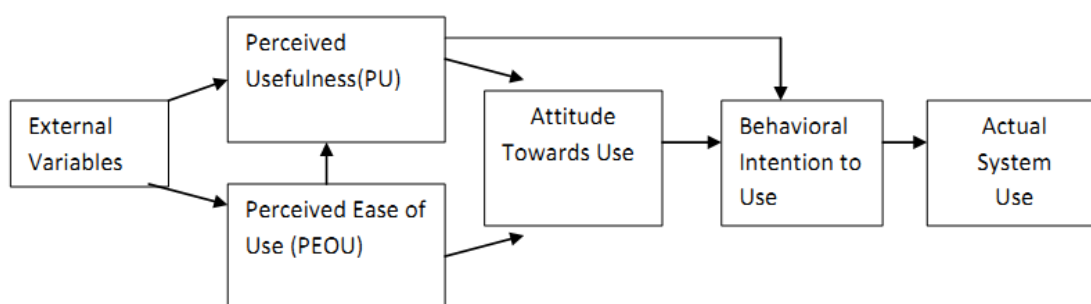 External
Variables
Perceived
Usefulness(PU)
Perceived Ease of
Use (PEOU)
Attitude
Towards Use
Behavioral
Intention to
Use
Actual
System
Use